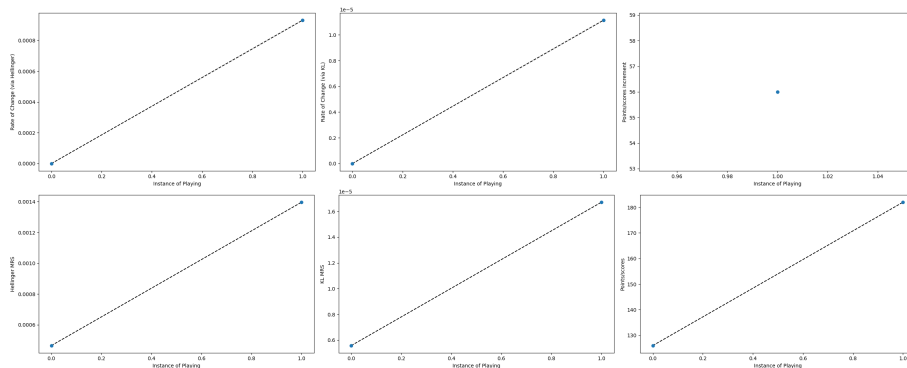 Rate of Change (via Hellinger)
0.0008
0.0006
0.0004
0.0002
0.0000
0.0 0.2 0.4 0.6 0.8 1.0
Instance of Playing
1e−5
Rate of Change (via KL)
1.0
0.8
0.6
0.4
0.2
0.0
0.0 0.2 0.4 0.6 0.8 1.0
Instance of Playing
Points/scores increment
59
58
57
56
55
54
53
0.96 0.98 1.00 1.02 1.04
Instance of Playing
Hellinger MRS
0.0014
0.0012
0.0010
0.0008
0.0006
0.0 0.2 0.4 0.6 0.8 1.0
Instance of Playing
1e−5
KL MRS
1.6
1.4
1.2
1.0
0.8
0.6
0.0 0.2 0.4 0.6 0.8 1.0
Instance of Playing
Points/scores
180
170
160
150
140
130
0.0 0.2 0.4 0.6 0.8 1.0
Instance of Playing